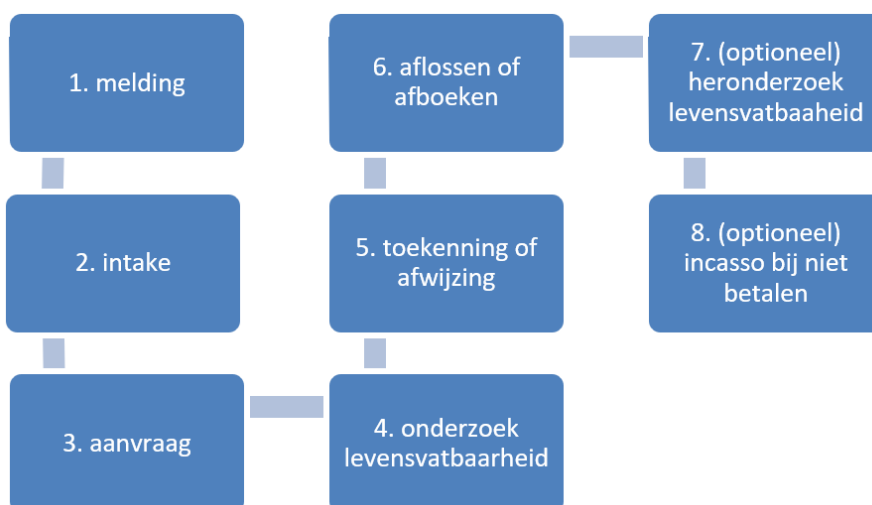 1. melding
2. intake
3. aanvraag
4. onderzoek
levensvatbaarheid
5. toekenning of
afwijzing
6. aflossen of
afboeken
7. (optioneel)
heronderzoek
levensvatbaaheid
8. (optioneel)
incasso bij niet
betalen